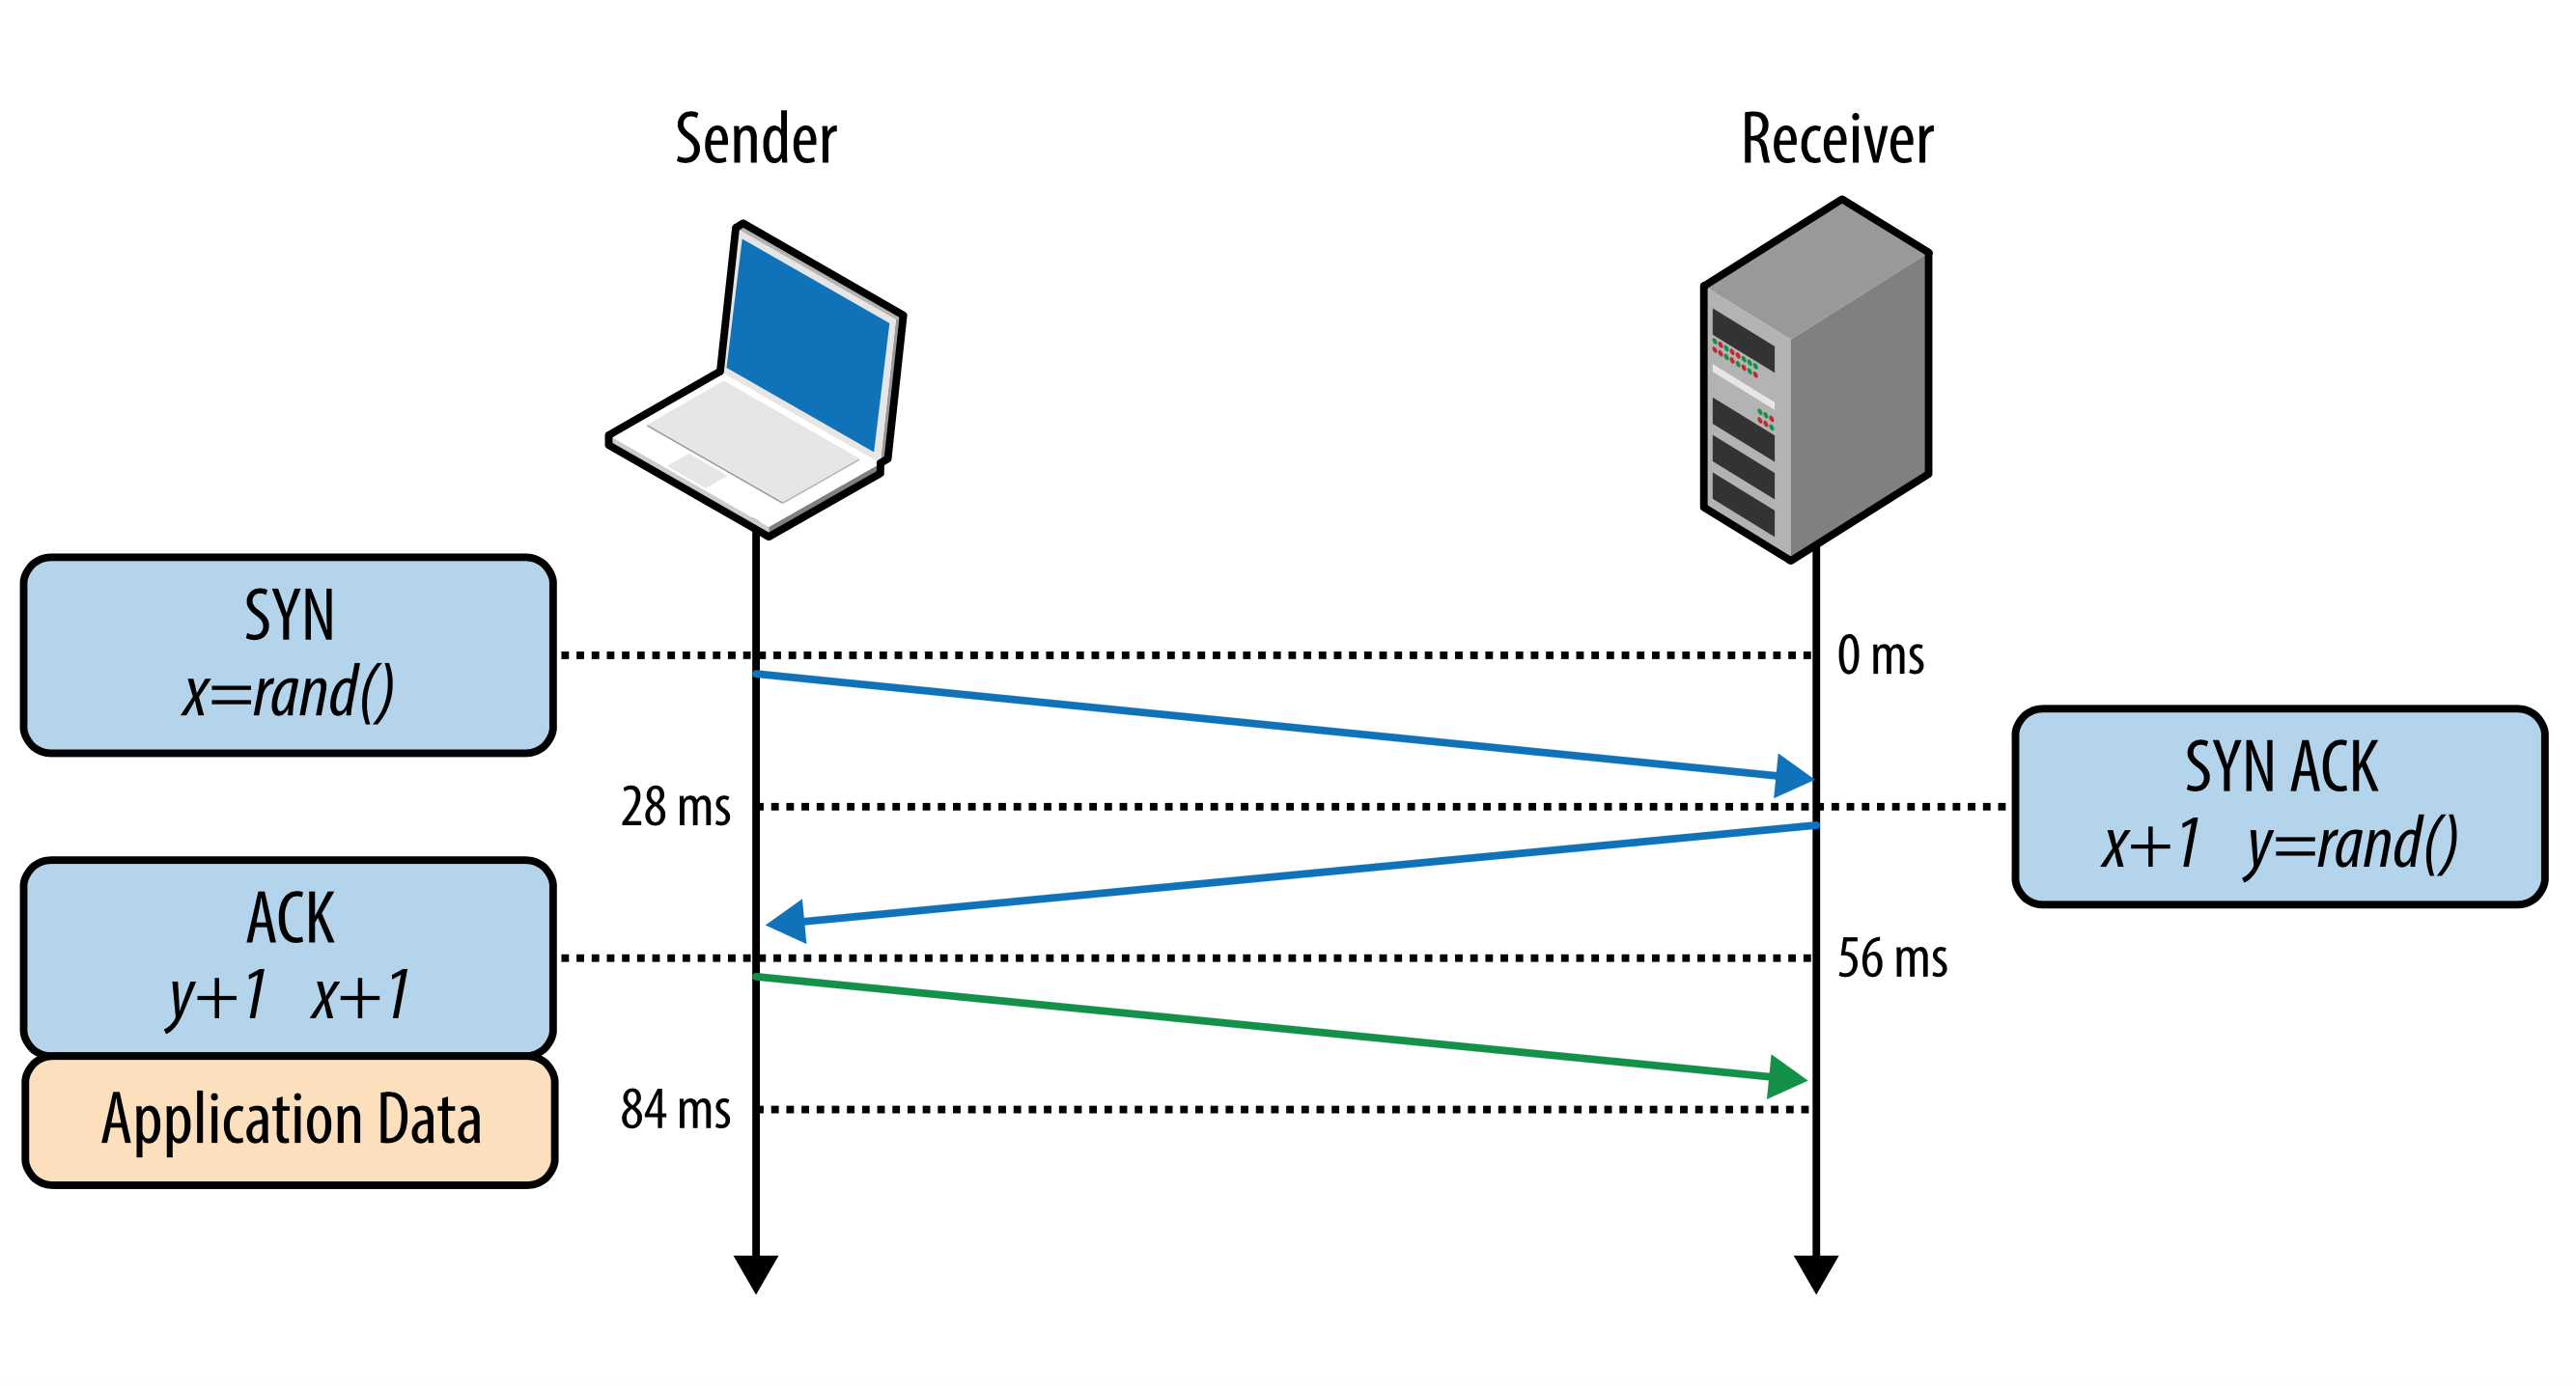 Sender
Receiver
SYN
x=rand()
0 ms
28 ms
SYN ACK
x+1 y=rand()
ACK
y+1 x+1
56 ms
Application Data
84 ms